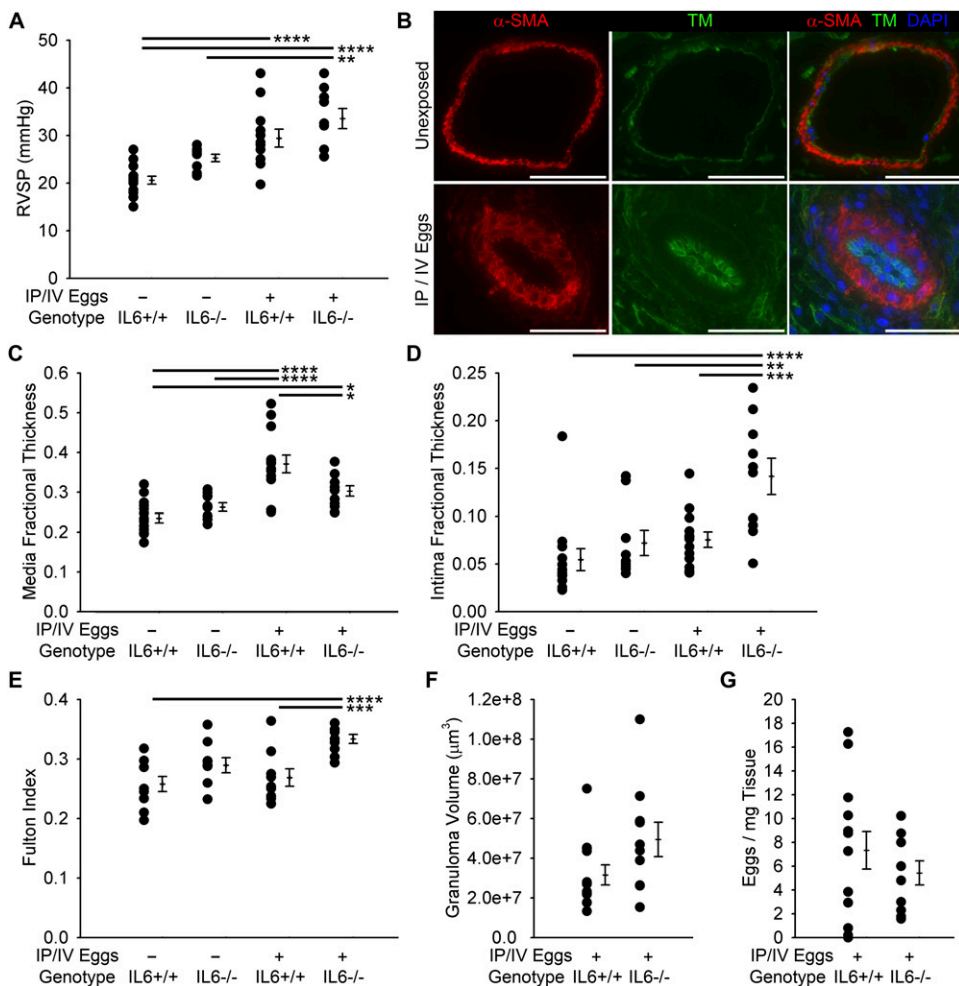 A
****
****
**
50
40
30
20
10
0
RVSP (mmHg)
IP/IV Eggs – – + +
Genotype IL6+/+ IL6-/- IL6+/+ IL6-/-
B
α-SMA TM α-SMA TM DAPI
Unexposed
IP / IV Eggs
C
****
****
*
*
0.6
0.5
0.4
0.3
0.2
0.1
0.0
Media Fractional Thickness
IP/IV Eggs – – + +
Genotype IL6+/+ IL6-/- IL6+/+ IL6-/-
D
****
**
***
0.25
0.20
0.15
0.10
0.05
0.00
Intima Fractional Thickness
IP/IV Eggs – – + +
Genotype IL6+/+ IL6-/- IL6+/+ IL6-/-
E
****
***
0.4
0.3
0.2
0.1
0.0
Fulton Index
IP/IV Eggs – – + +
Genotype IL6+/+ IL6-/- IL6+/+ IL6-/-
F
1.2e+8
1.0e+8
8.0e+7
6.0e+7
4.0e+7
2.0e+7
0.0
Granuloma Volume (μm³)
IP/IV Eggs + +
Genotype IL6+/+ IL6-/-
G
20
18
16
14
12
10
8
6
4
2
0
Eggs / mg Tissue
IP/IV Eggs + +
Genotype IL6+/+ IL6-/-